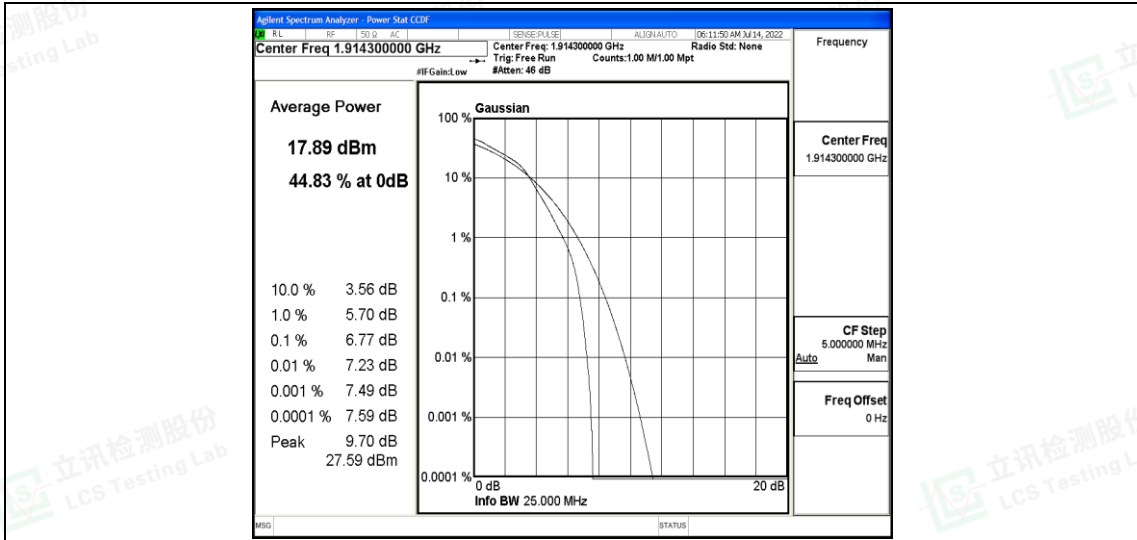 Agilent Spectrum Analyzer - Power Stat CCDF
RL RF 50 Ω AC SENSE:PULSE ALIGN AUTO 06:11:50 AM Jul 14, 2022
Center Freq 1.914300000 GHz
Center Freq: 1.914300000 GHz Radio Std: None
Trig: Free Run Counts:1.00 M/1.00 Mpt
#IFGain:Low #Atten: 46 dB
Frequency
Average Power
17.89 dBm
44.83 % at 0dB
10.0 % 3.56 dB
1.0 % 5.70 dB
0.1 % 6.77 dB
0.01 % 7.23 dB
0.001 % 7.49 dB
0.0001 % 7.59 dB
Peak 9.70 dB
27.59 dBm
Gaussian
100 %
10 %
1 %
0.1 %
0.01 %
0.001 %
0.0001 %
0 dB 20 dB
Info BW 25.000 MHz
Center Freq
1.914300000 GHz
CF Step
5.000000 MHz
Auto Man
Freq Offset
0 Hz
MSG STATUS
立讯检测股份
LCS Testing Lab
立讯检测股份
LCS Testing L